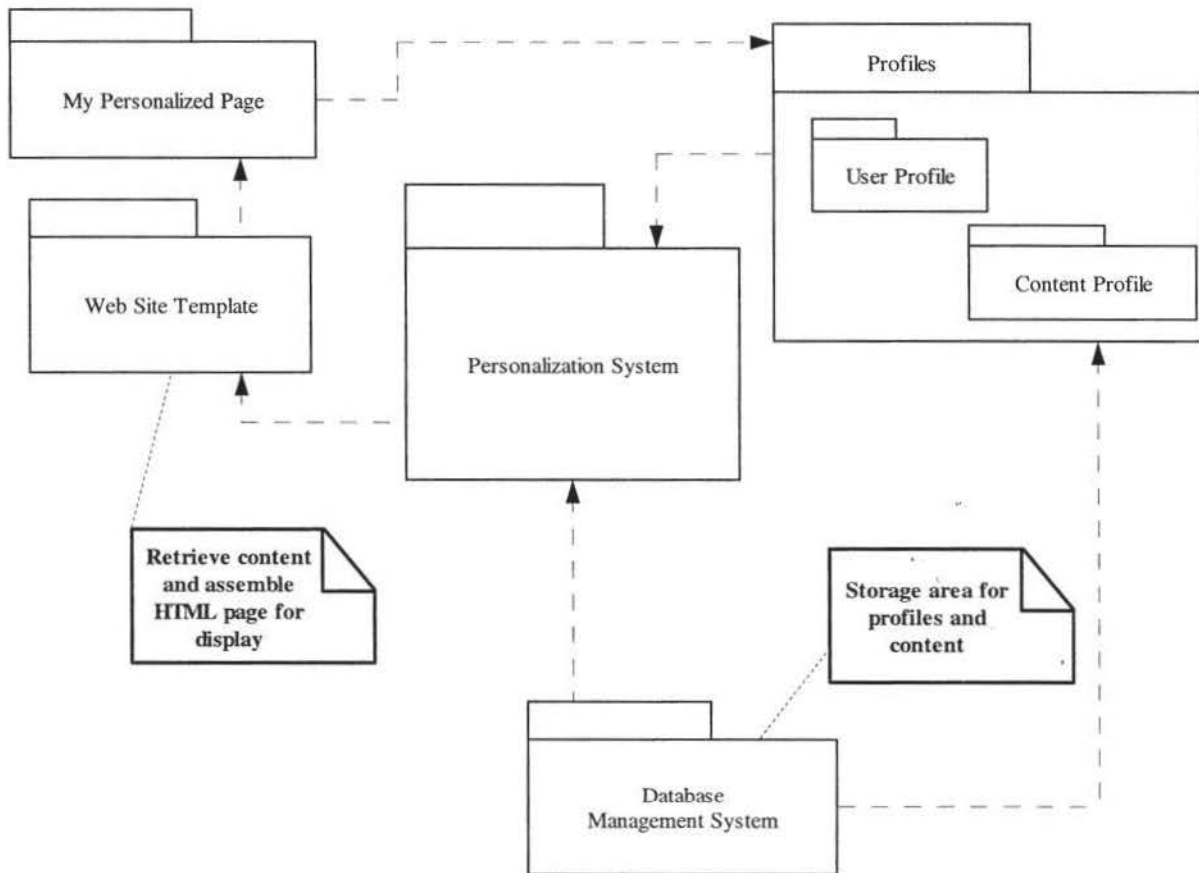 My Personalized Page
Profiles
User Profile
Content Profile
Web Site Template
Personalization System
Retrieve content
and assemble
HTML page for
display
Storage area for
profiles and
content
Database
Management System